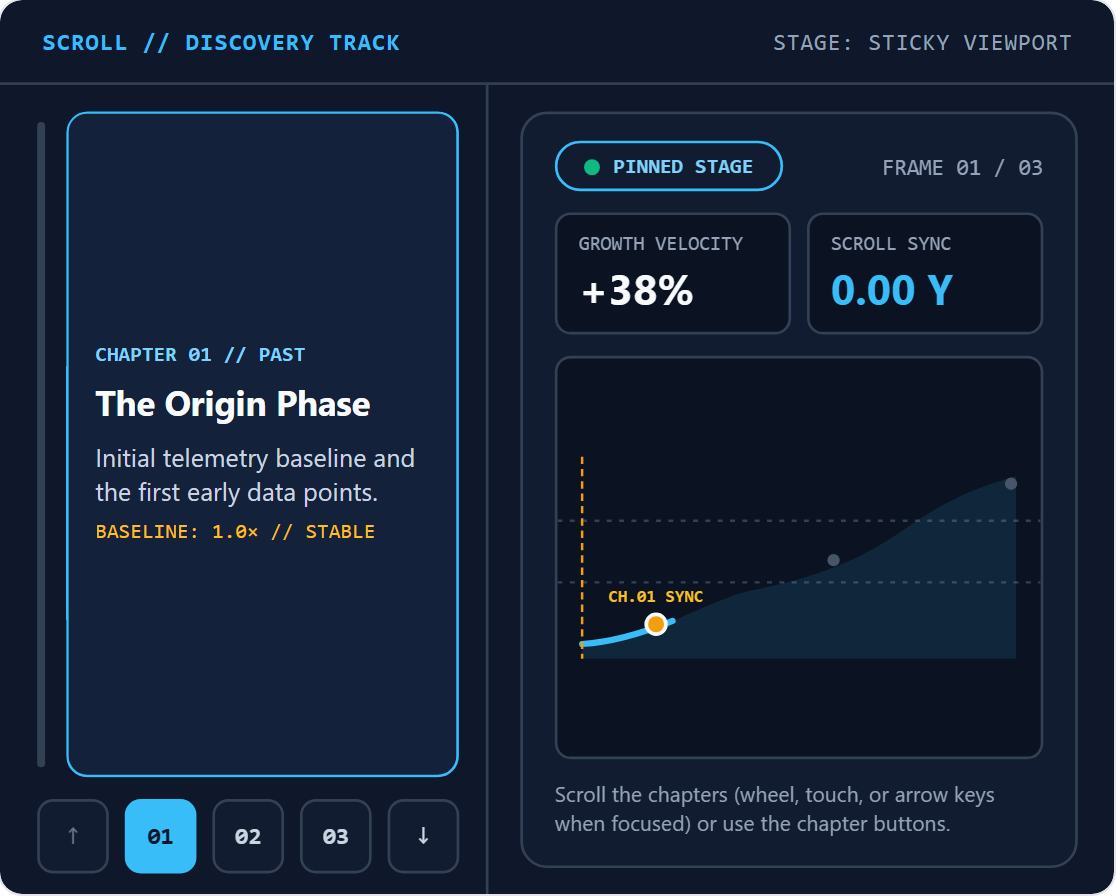 SCROLL // DISCOVERY TRACK
STAGE: STICKY VIEWPORT
CHAPTER 01 // PAST
The Origin Phase
Initial telemetry baseline and
the first early data points.
BASELINE: 1.0× // STABLE
↑
01
02
03
↓
PINNED STAGE
FRAME 01 / 03
GROWTH VELOCITY
+38%
SCROLL SYNC
0.00 Y
CH.01 SYNC
Scroll the chapters (wheel, touch, or arrow keys
when focused) or use the chapter buttons.